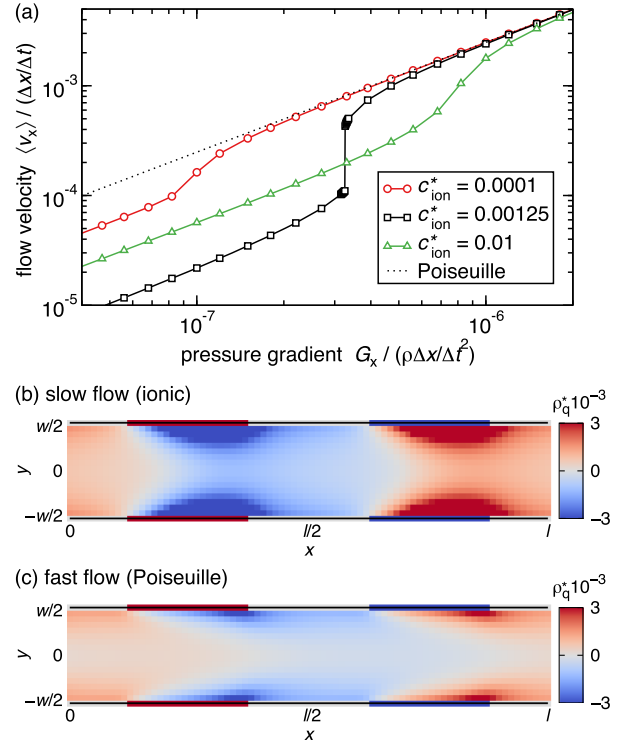 (a)
flow velocity ⟨vₓ⟩ / (Δx/Δt)
10⁻³
10⁻⁴
10⁻⁵
c*ion = 0.0001
c*ion = 0.00125
c*ion = 0.01
Poiseuille
10⁻⁷
10⁻⁶
pressure gradient Gₓ / (ρΔx/Δt²)
(b) slow flow (ionic)
ρ*q 10⁻³
w/2
y
0
−w/2
0
l/2
l
x
3
0
−3
(c) fast flow (Poiseuille)
ρ*q 10⁻³
w/2
y
0
−w/2
0
l/2
l
x
3
0
−3